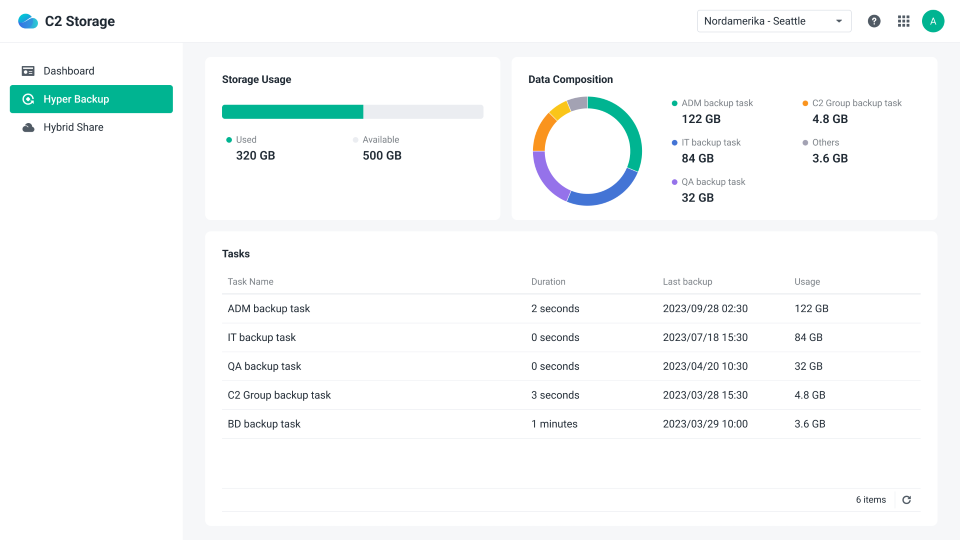 C2 Storage
Nordamerika - Seattle
A
Dashboard
Hyper Backup
Hybrid Share
Storage Usage
Used
320 GB
Available
500 GB
Data Composition
ADM backup task
122 GB
C2 Group backup task
4.8 GB
IT backup task
84 GB
Others
3.6 GB
QA backup task
32 GB
Tasks
Task Name Duration Last backup Usage
ADM backup task 2 seconds 2023/09/28 02:30 122 GB
IT backup task 0 seconds 2023/07/18 15:30 84 GB
QA backup task 0 seconds 2023/04/20 10:30 32 GB
C2 Group backup task 3 seconds 2023/03/28 15:30 4.8 GB
BD backup task 1 minutes 2023/03/29 10:00 3.6 GB
6 items